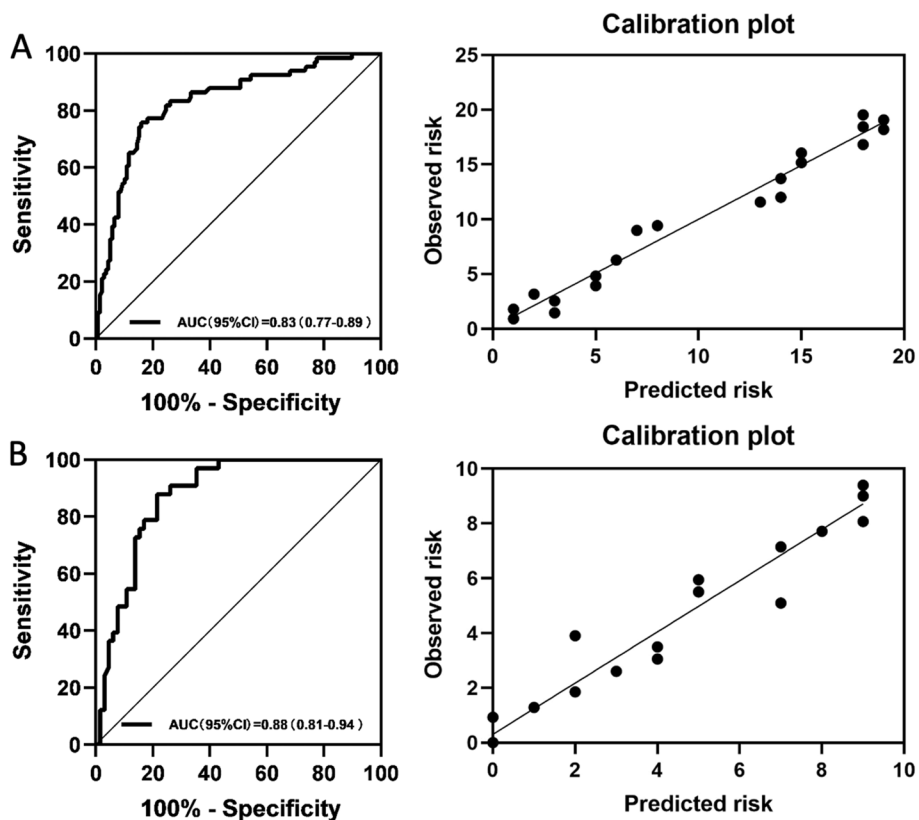 A
Calibration plot
100
80
60
40
20
0
Sensitivity
AUC(95%CI)=0.83(0.77-0.89)
0 20 40 60 80 100
100% - Specificity
25
20
15
10
5
0
Observed risk
0 5 10 15 20
Predicted risk
B
Calibration plot
100
80
60
40
20
0
Sensitivity
AUC(95%CI)=0.88(0.81-0.94)
0 20 40 60 80 100
100% - Specificity
10
8
6
4
2
0
Observed risk
0 2 4 6 8 10
Predicted risk